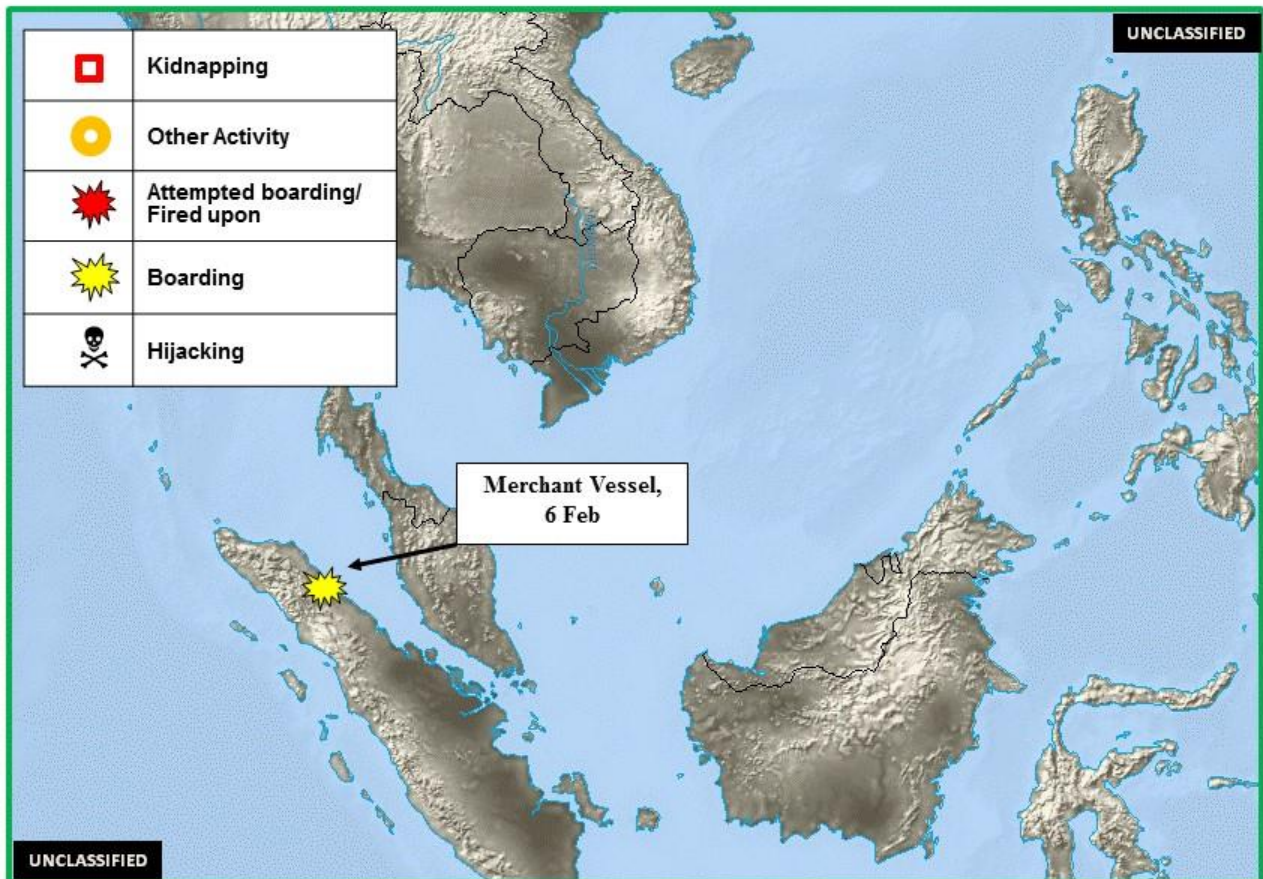 UNCLASSIFIED
Kidnapping
Other Activity
Attempted boarding/
Fired upon
Boarding
Hijacking
Merchant Vessel,
6 Feb
UNCLASSIFIED